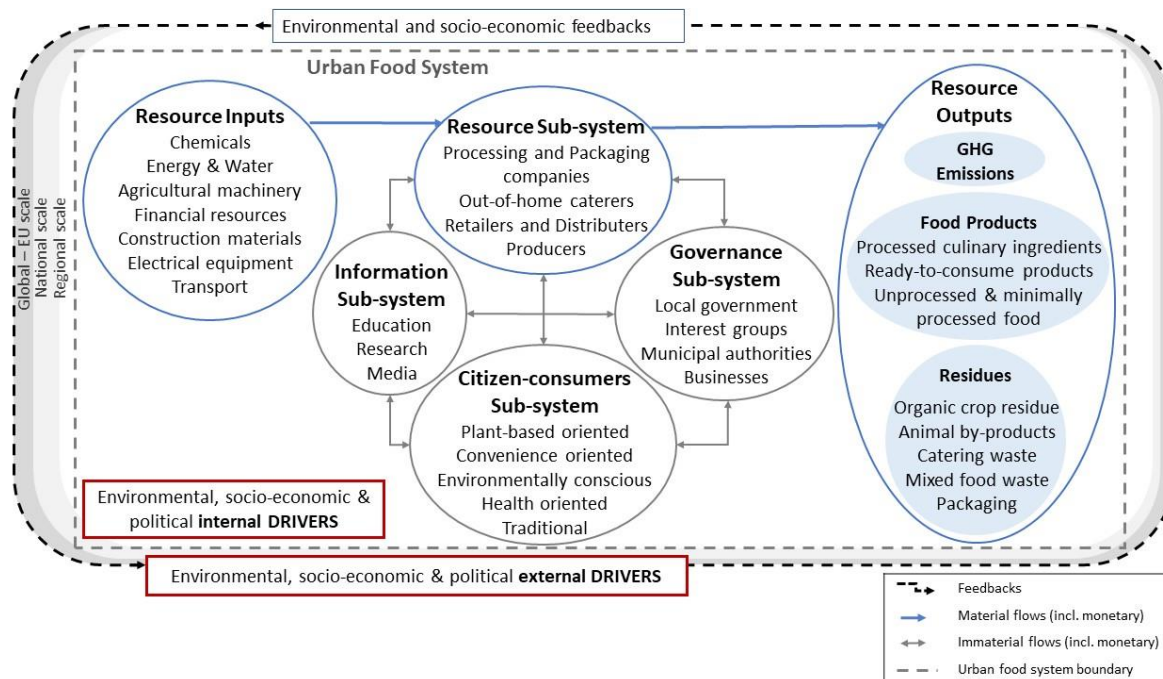 Environmental and socio-economic feedbacks
Urban Food System
Global – EU scale
National scale
Regional scale
Resource Inputs
Chemicals
Energy & Water
Agricultural machinery
Financial resources
Construction materials
Electrical equipment
Transport
Resource Sub-system
Processing and Packaging
companies
Out-of-home caterers
Retailers and Distributers
Producers
Information
Sub-system
Education
Research
Media
Governance
Sub-system
Local government
Interest groups
Municipal authorities
Businesses
Citizen-consumers
Sub-system
Plant-based oriented
Convenience oriented
Environmentally conscious
Health oriented
Traditional
Resource
Outputs
GHG
Emissions
Food Products
Processed culinary ingredients
Ready-to-consume products
Unprocessed & minimally
processed food
Residues
Organic crop residue
Animal by-products
Catering waste
Mixed food waste
Packaging
Environmental, socio-economic &
political internal DRIVERS
Environmental, socio-economic & political external DRIVERS
Feedbacks
Material flows (incl. monetary)
Immaterial flows (incl. monetary)
Urban food system boundary